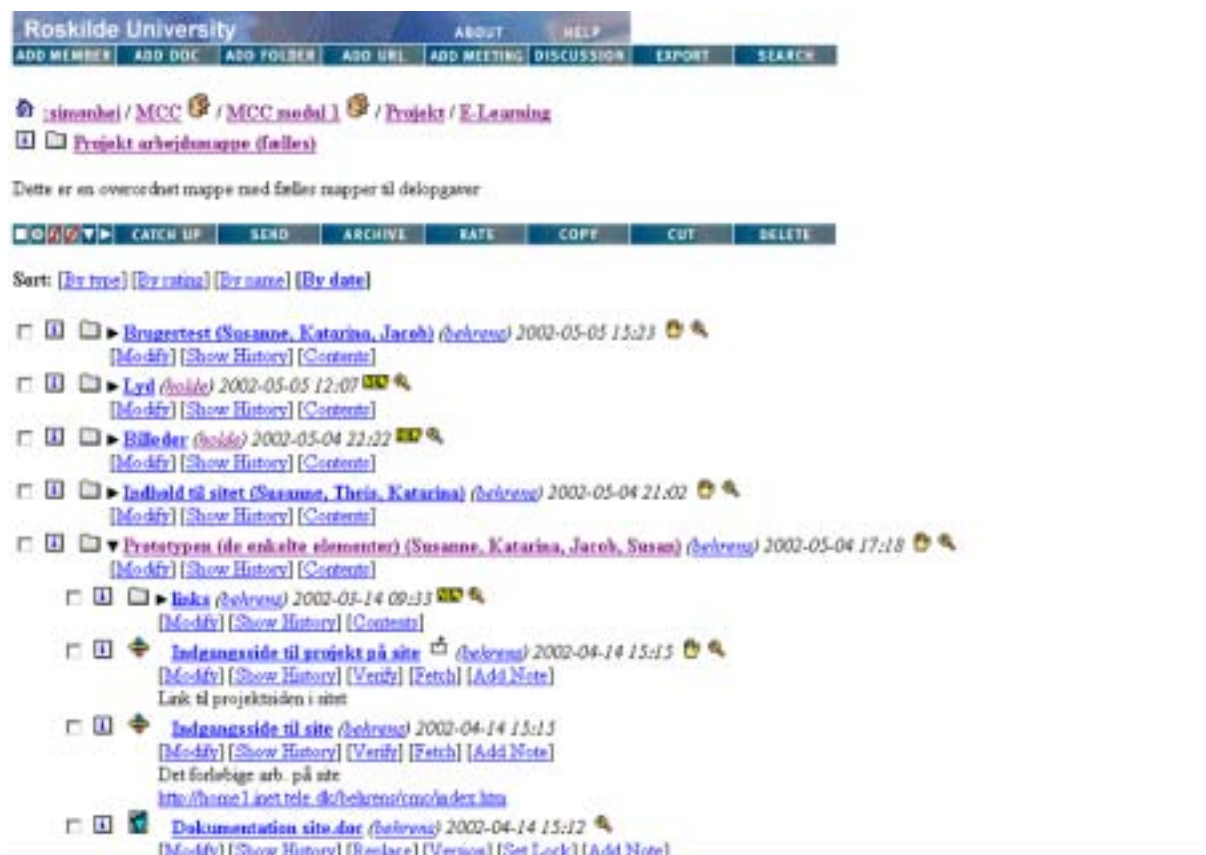 Roskilde University ABOUT HELP
ADD MEMBER ADD DOC ADD FOLDER ADD URL ADD MEETING DISCUSSION EXPORT SEARCH
:simonhei / MCC / MCC modul 1 / Projekt / E-Learning
Projekt arbejdsmappe (fælles)
Dette er en overordnet mappe med fælles mapper til delopgaver
CATCH UP SEND ARCHIVE RATE COPY CUT DELETE
Sort: [By type] [By rating] [By name] [By date]
Brugertest (Susanne, Katarina, Jacob) (behrens) 2002-05-05 15:23
[Modify] [Show History] [Contents]
Lyd (holde) 2002-05-05 12:07
[Modify] [Show History] [Contents]
Billeder (holde) 2002-05-04 22:22
[Modify] [Show History] [Contents]
Indhold til sitet (Susanne, Theis, Katarina) (behrens) 2002-05-04 21:02
[Modify] [Show History] [Contents]
Prototypen (de enkelte elementer) (Susanne, Katarina, Jacob, Susan) (behrens) 2002-05-04 17:18
[Modify] [Show History] [Contents]
links (behrens) 2002-03-14 09:33
[Modify] [Show History] [Contents]
Indgangsside til projekt på site (behrens) 2002-04-14 15:15
[Modify] [Show History] [Verify] [Fetch] [Add Note]
Link til projektsiden i sitet
Indgangsside til site (behrens) 2002-04-14 15:15
[Modify] [Show History] [Verify] [Fetch] [Add Note]
Det forløbige arb. på site
http://home1.inet.tele.dk/behrens/cmc/index.htm
Dokumentation site.doc (behrens) 2002-04-14 15:12
[Modify] [Show History] [Replace] [Version] [Set Lock] [Add Note]